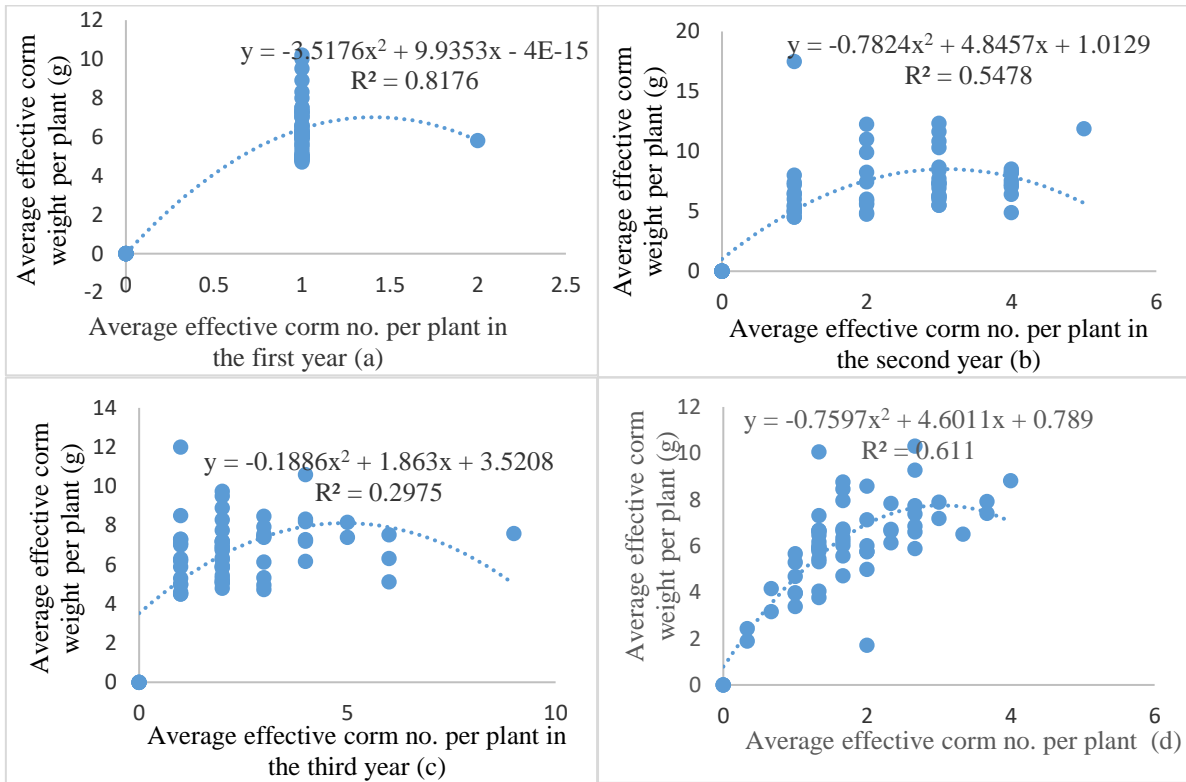 12
10
8
6
4
2
0
-2
0
0.5
1
1.5
2
2.5
y = -3.5176x² + 9.9353x - 4E-15
R² = 0.8176
Average effective corm
weight per plant (g)
Average effective corm no. per plant in
the first year (a)
20
15
10
5
0
0
2
4
6
y = -0.7824x² + 4.8457x + 1.0129
R² = 0.5478
Average effective corm
weight per plant (g)
Average effective corm no. per plant in
the second year (b)
14
12
10
8
6
4
2
0
0
5
10
y = -0.1886x² + 1.863x + 3.5208
R² = 0.2975
Average effective corm
weight per plant (g)
Average effective corm no. per plant in
the third year (c)
12
10
8
6
4
2
0
0
2
4
6
y = -0.7597x² + 4.6011x + 0.789
R² = 0.611
Average effective corm
weight per plant (g)
Average effective corm no. per plant (d)